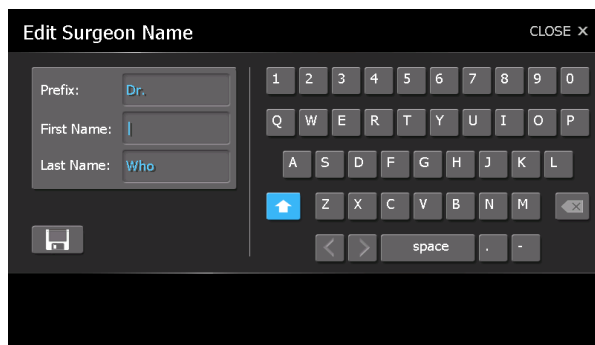 Edit Surgeon Name
CLOSE X
Prefix: Dr.
First Name:
Last Name: Who
1 2 3 4 5 6 7 8 9 0
Q W E R T Y U I O P
A S D F G H J K L
Z X C V B N M
< > space . -